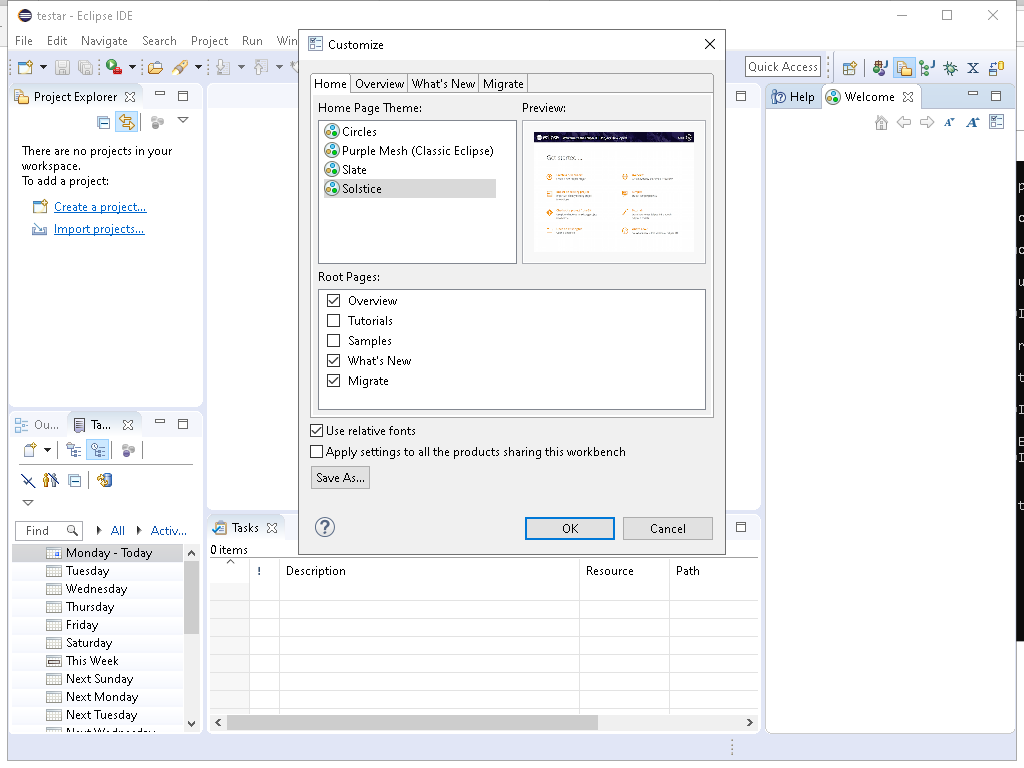 testar - Eclipse IDE
File Edit Navigate Search Project Run Win
Quick Access
Project Explorer
There are no projects in your
workspace.
To add a project:
Create a project...
Import projects...
Customize
Home Overview What's New Migrate
Home Page Theme:
Preview:
Circles
Purple Mesh (Classic Eclipse)
Slate
Solstice
Root Pages:
Overview
Tutorials
Samples
What's New
Migrate
Use relative fonts
Apply settings to all the products sharing this workbench
Save As...
OK
Cancel
Help
Welcome
Ou...
Ta...
Find
All
Activ...
Monday - Today
Tuesday
Wednesday
Thursday
Friday
Saturday
This Week
Next Sunday
Next Monday
Next Tuesday
Next Wednesday
Tasks
0 items
! Description Resource Path